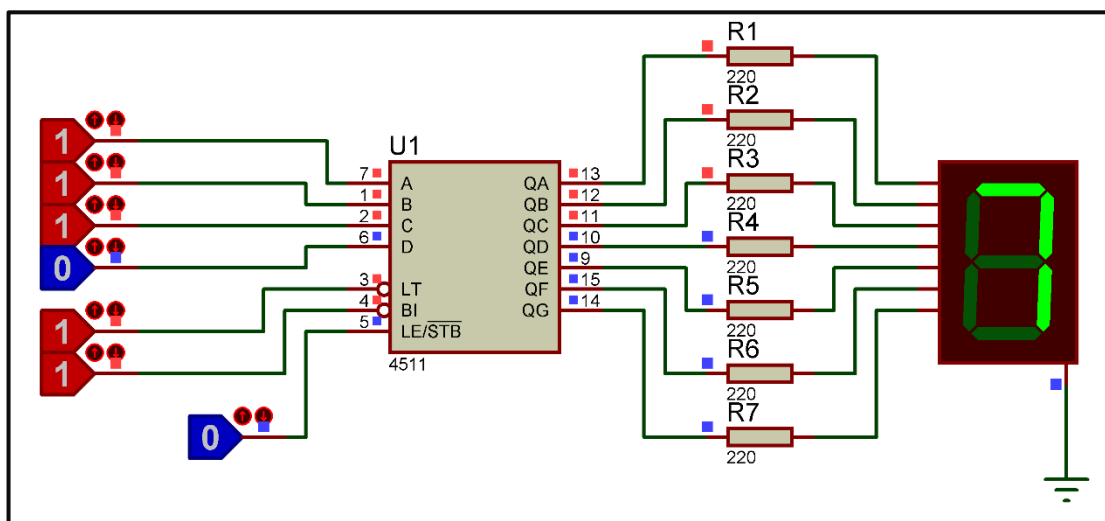 R1
220
R2
220
R3
220
R4
220
R5
220
R6
220
R7
220
1
1
1
0
1
1
0
U1
7 A QA 13
1 B QB 12
2 C QC 11
6 D QD 10
QE 9
3 LT QF 15
4 BI QG 14
5 LE/STB
4511
7